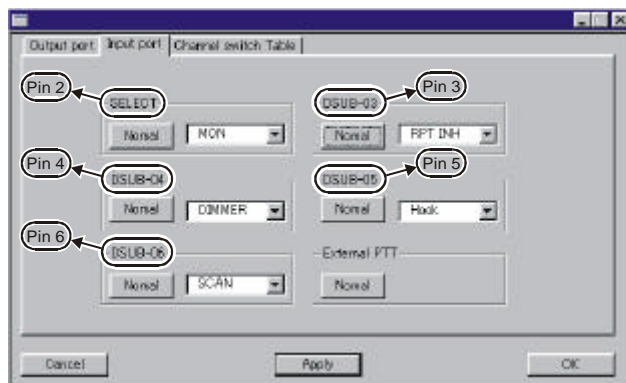 Output port Input port Channel switch Table
Pin 2 Pin 3
SELECT DSUB-03
Normal MON Normal RPT INH
Pin 4 Pin 5
DSUB-04 DSUB-05
Normal DIMMER Normal Hook
Pin 6
DSUB-06 External PTT
Normal SCAN Normal
Cancel Apply OK